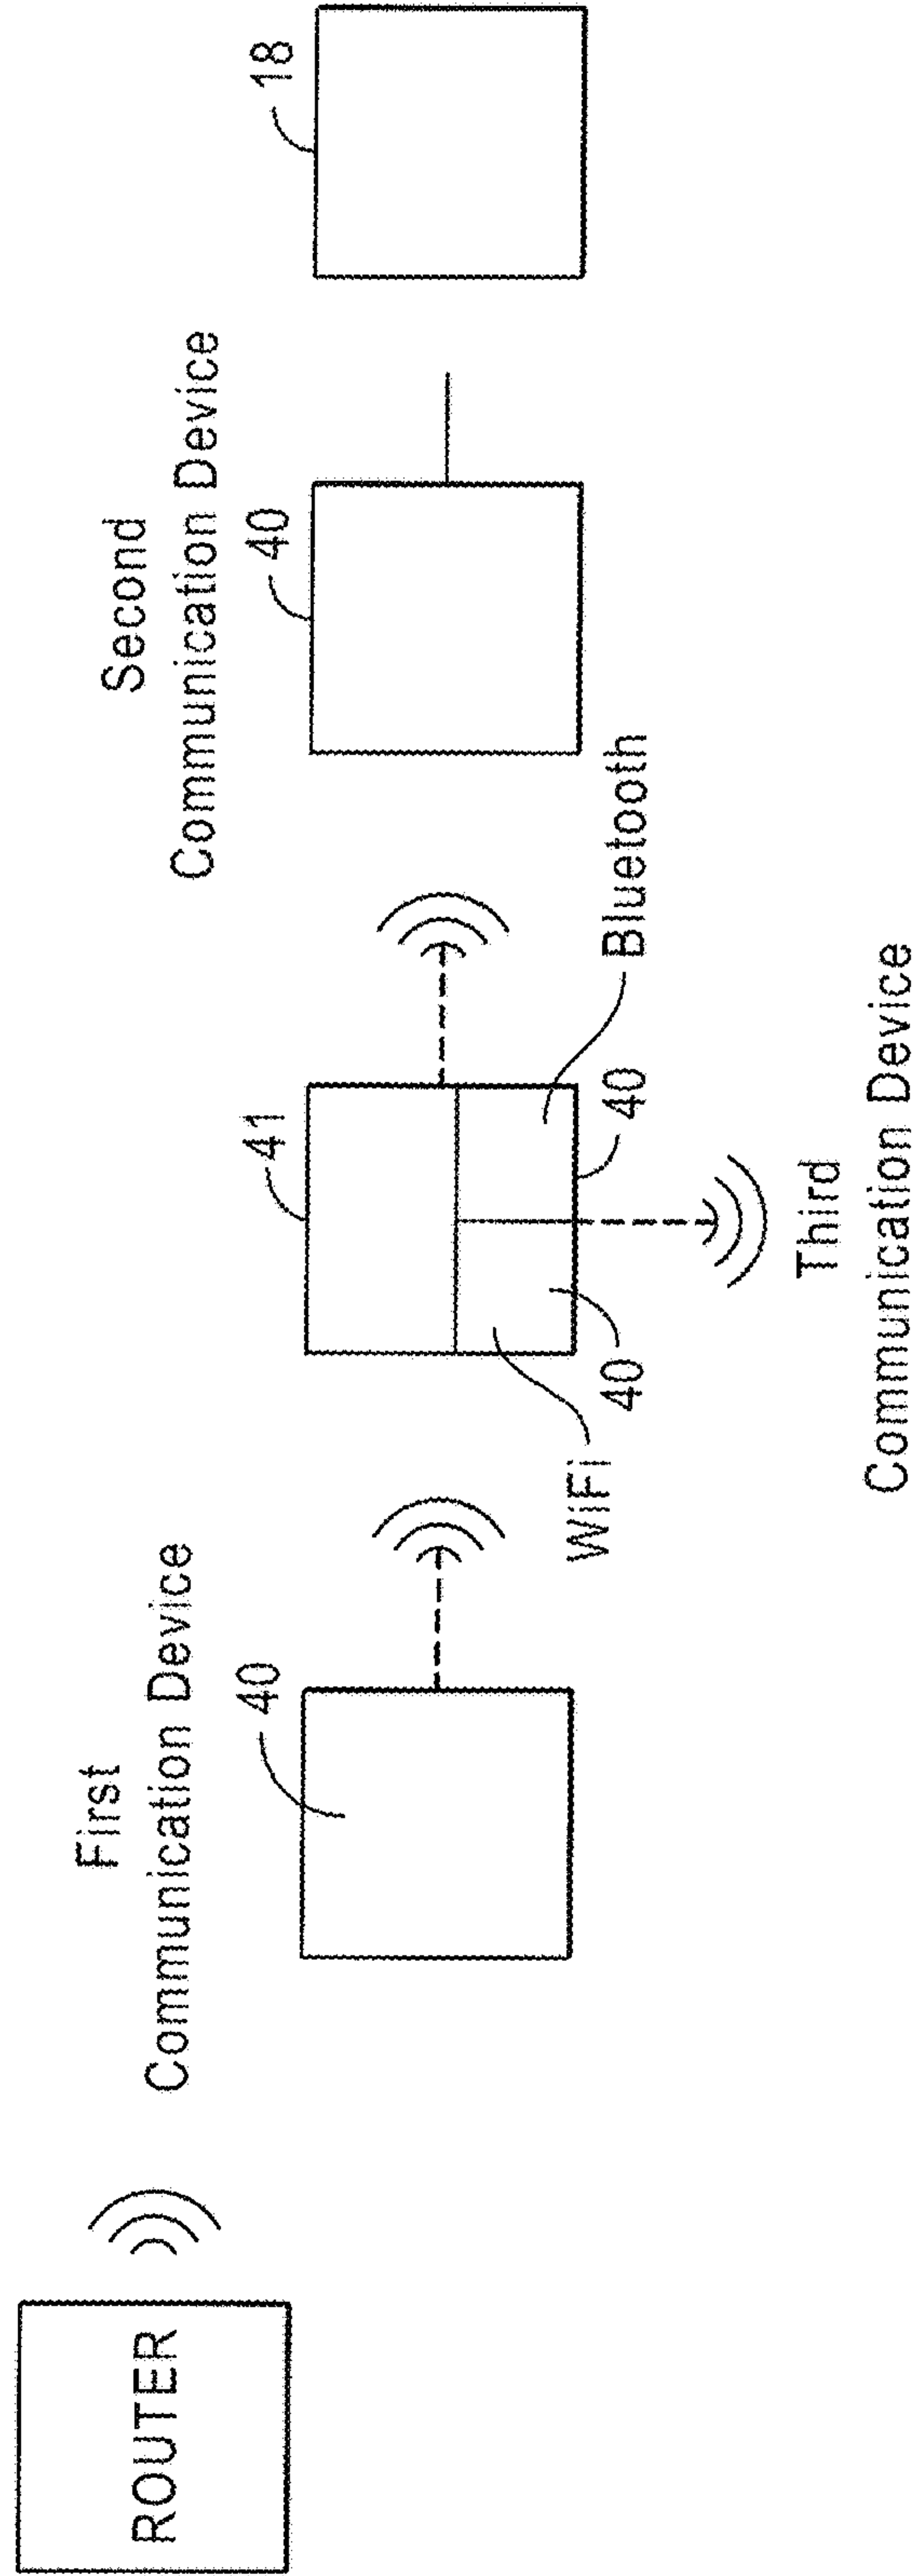 ROUTER
First
Communication Device
40
41
WiFi
40
40
Bluetooth
Third
Communication Device
Second
Communication Device
40
18